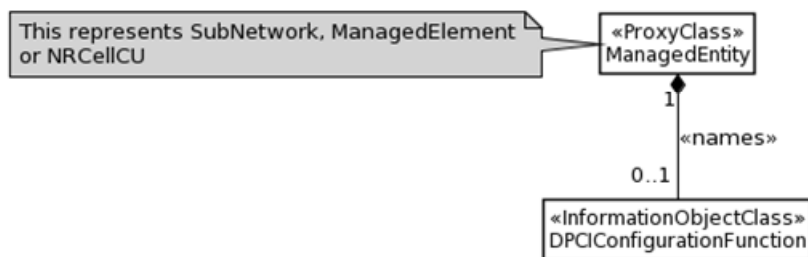 This represents SubNetwork, ManagedElement
or NRCellCU
«ProxyClass»
ManagedEntity
1
«names»
0..1
«InformationObjectClass»
DPCIConfigurationFunction